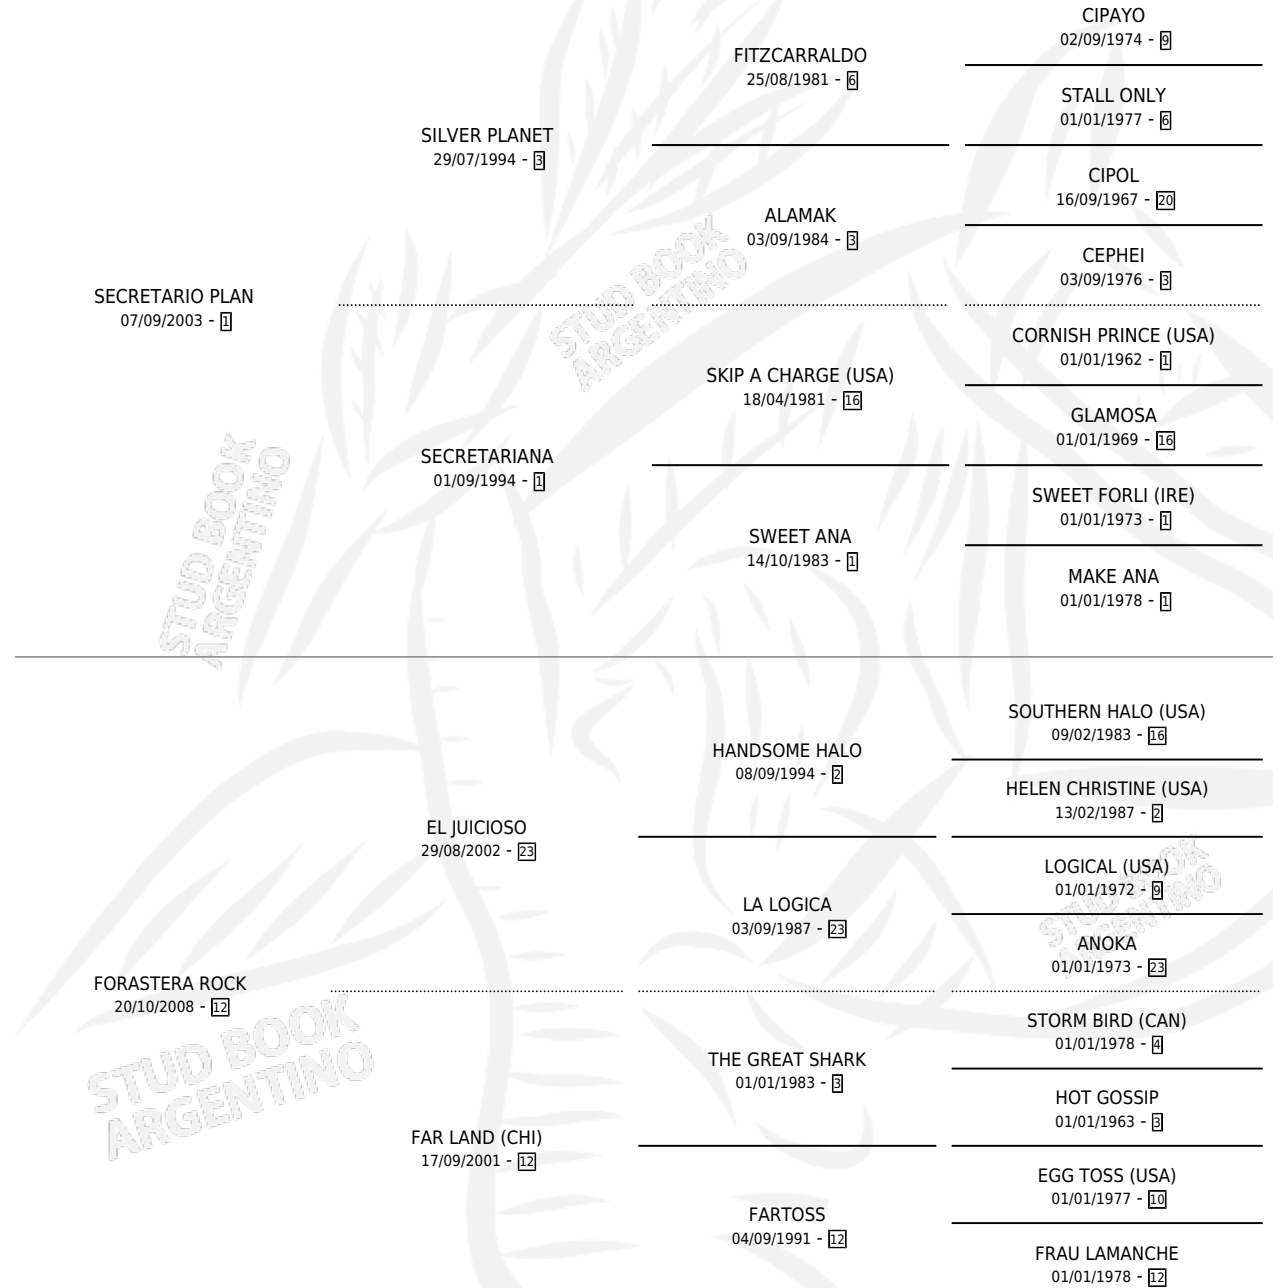 CIPAYO
02/09/1974 - 9
FITZCARRALDO
25/08/1981 - 6
STALL ONLY
01/01/1977 - 6
SILVER PLANET
29/07/1994 - 3
CIPOL
16/09/1967 - 20
ALAMAK
03/09/1984 - 3
CEPHEI
03/09/1976 - 3
SECRETARIO PLAN
07/09/2003 - 1
CORNISH PRINCE (USA)
01/01/1962 - 1
SKIP A CHARGE (USA)
18/04/1981 - 16
GLAMOSA
01/01/1969 - 16
SECRETARIANA
01/09/1994 - 1
SWEET FORLI (IRE)
01/01/1973 - 1
SWEET ANA
14/10/1983 - 1
MAKE ANA
01/01/1978 - 1
STUD BOOK
ARGENTINO
STUD BOOK
ARGENTINO
SOUTHERN HALO (USA)
09/02/1983 - 16
HANDSOME HALO
08/09/1994 - 2
HELEN CHRISTINE (USA)
13/02/1987 - 2
EL JUICIOSO
29/08/2002 - 23
LOGICAL (USA)
01/01/1972 - 9
LA LOGICA
03/09/1987 - 23
ANOKA
01/01/1973 - 23
STUD BOOK
ARGENTINO
FORASTERA ROCK
20/10/2008 - 12
STORM BIRD (CAN)
01/01/1978 - 4
THE GREAT SHARK
01/01/1983 - 3
HOT GOSSIP
01/01/1963 - 3
FAR LAND (CHI)
17/09/2001 - 12
EGG TOSS (USA)
01/01/1977 - 10
FARTOSS
04/09/1991 - 12
FRAU LAMANCHE
01/01/1978 - 12
STUD BOOK
ARGENTINO